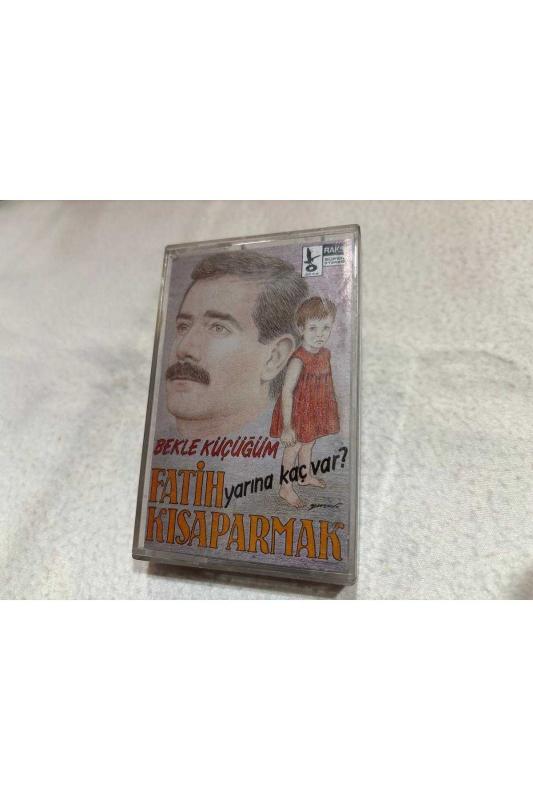 RAKS
BEKLE KÜÇÜĞÜM
yarına kaç var?
FATİH
KISAPARMAK